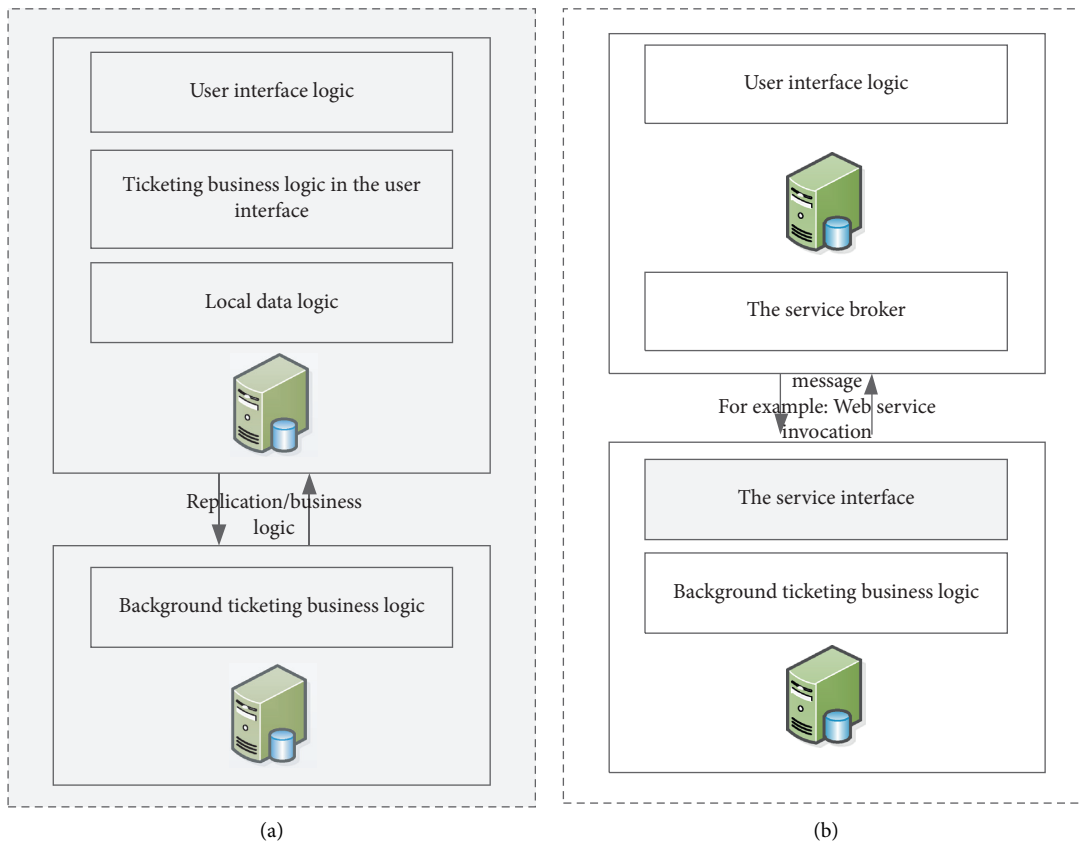 User interface logic
Ticketing business logic in the user
interface
Local data logic
Replication/business
logic
Background ticketing business logic
(a)
User interface logic
The service broker
message
For example: Web service
invocation
The service interface
Background ticketing business logic
(b)